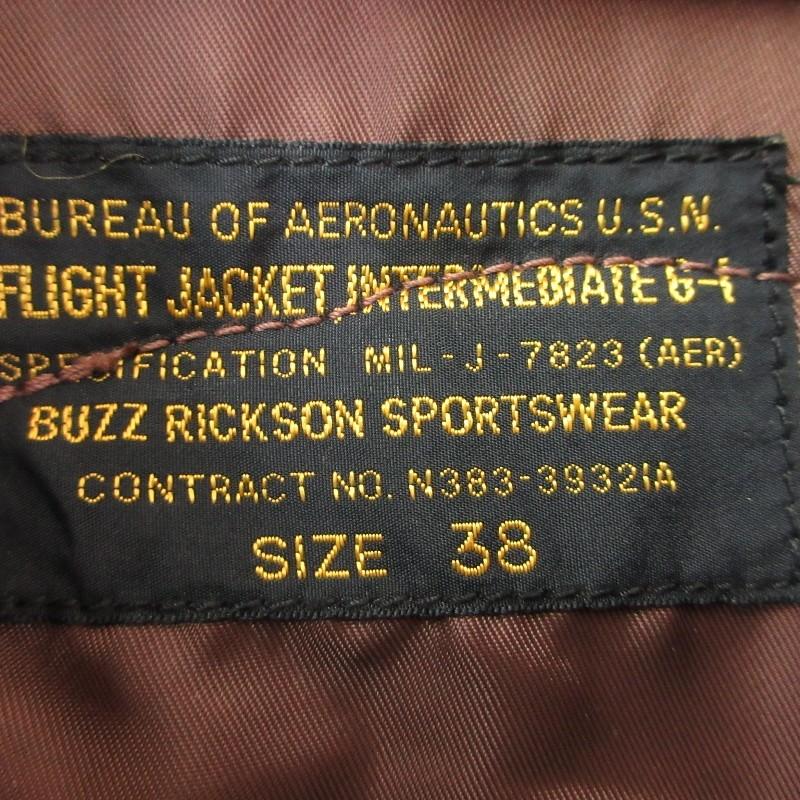 BUREAU OF AERONAUTICS U.S.N.
FLIGHT JACKET, INTERMEDIATE G-1
SPECIFICATION MIL-J-7823 (AER)
BUZZ RICKSON SPORTSWEAR
CONTRACT NO. N383-39321A
SIZE 38